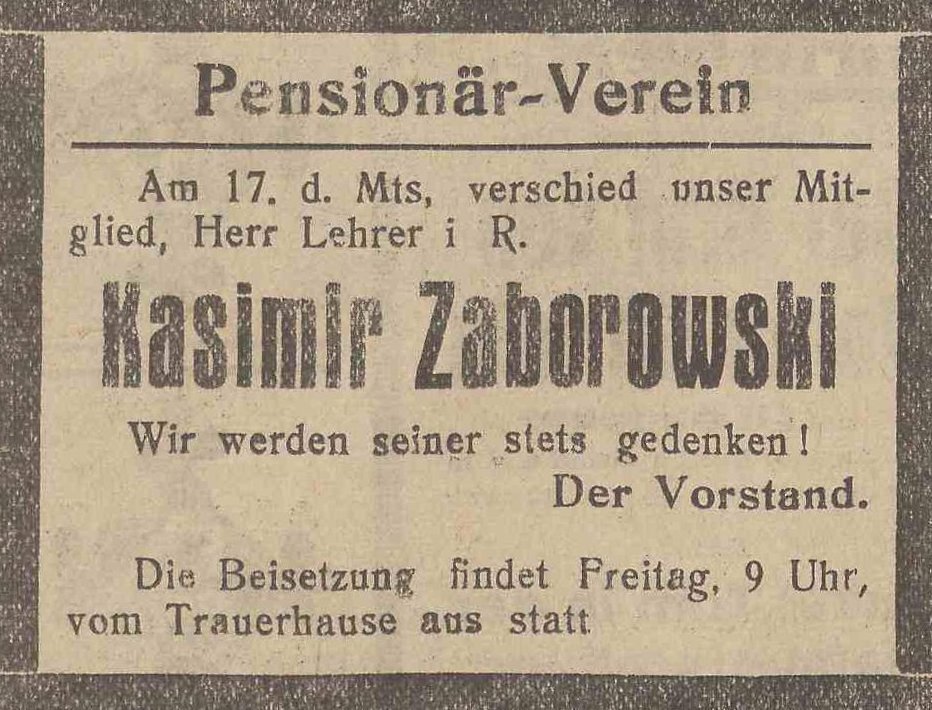 Pensionär-Verein
Am 17. d. Mts, verschied unser Mit-
glied, Herr Lehrer i R.
Kasimir Zaborowski
Wir werden seiner stets gedenken!
Der Vorstand.
Die Beisetzung findet Freitag, 9 Uhr,
vom Trauerhause aus statt